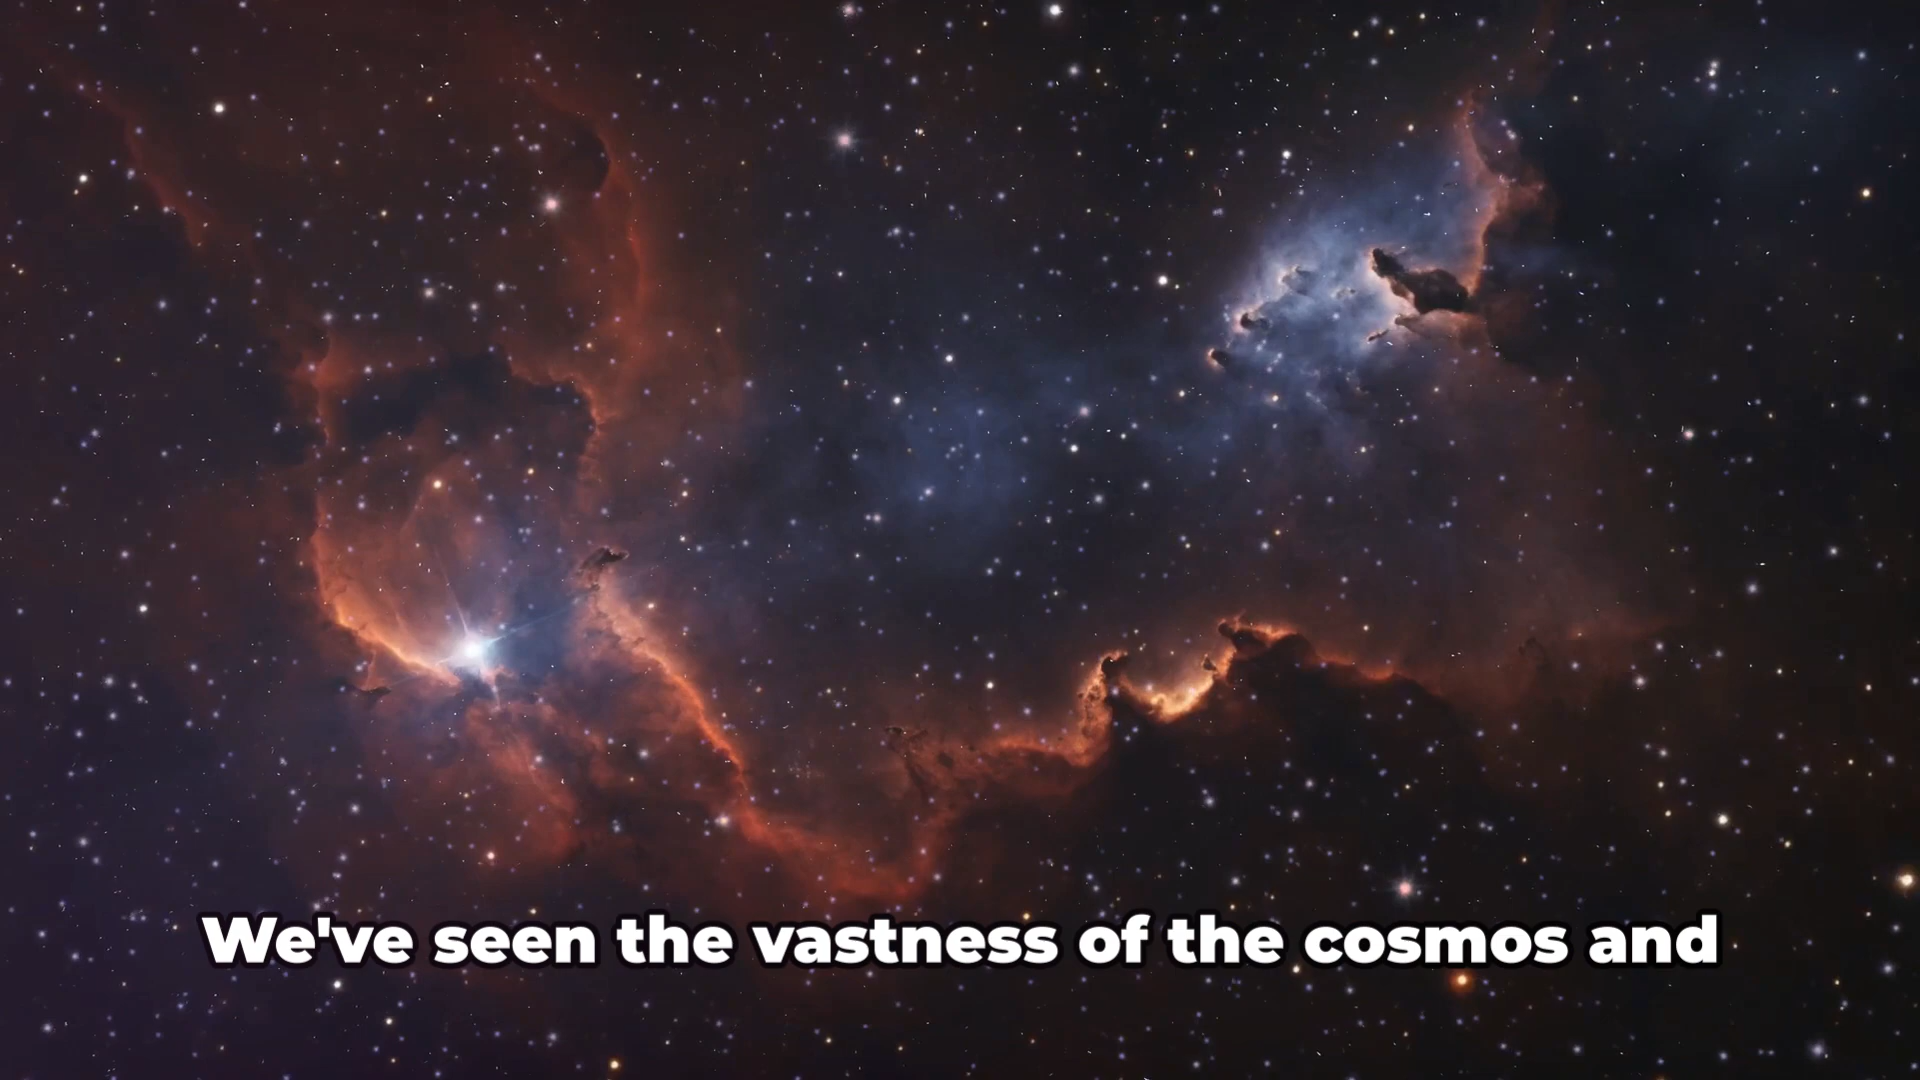 We've seen the vastness of the cosmos and